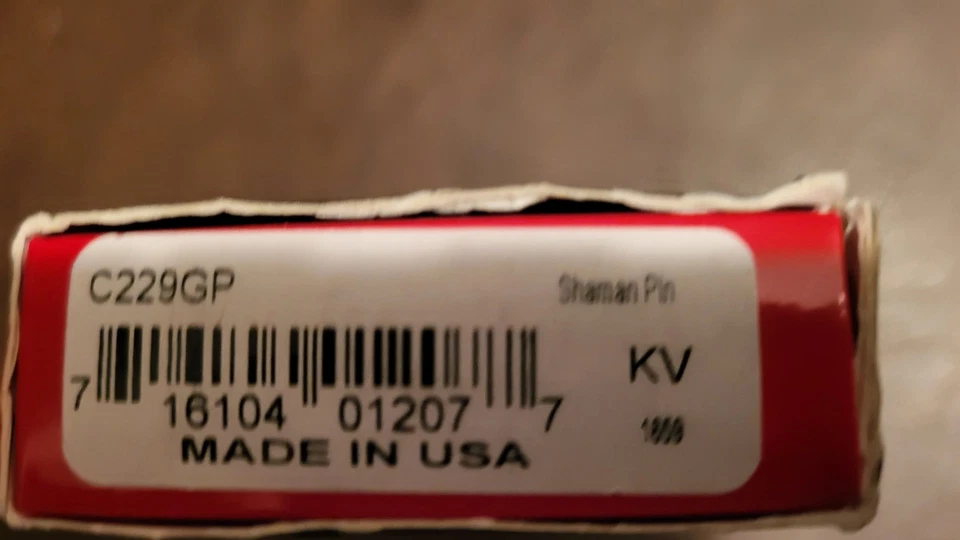 C229GP
Shaman Pin
KV
7 16104 01207 7
MADE IN USA